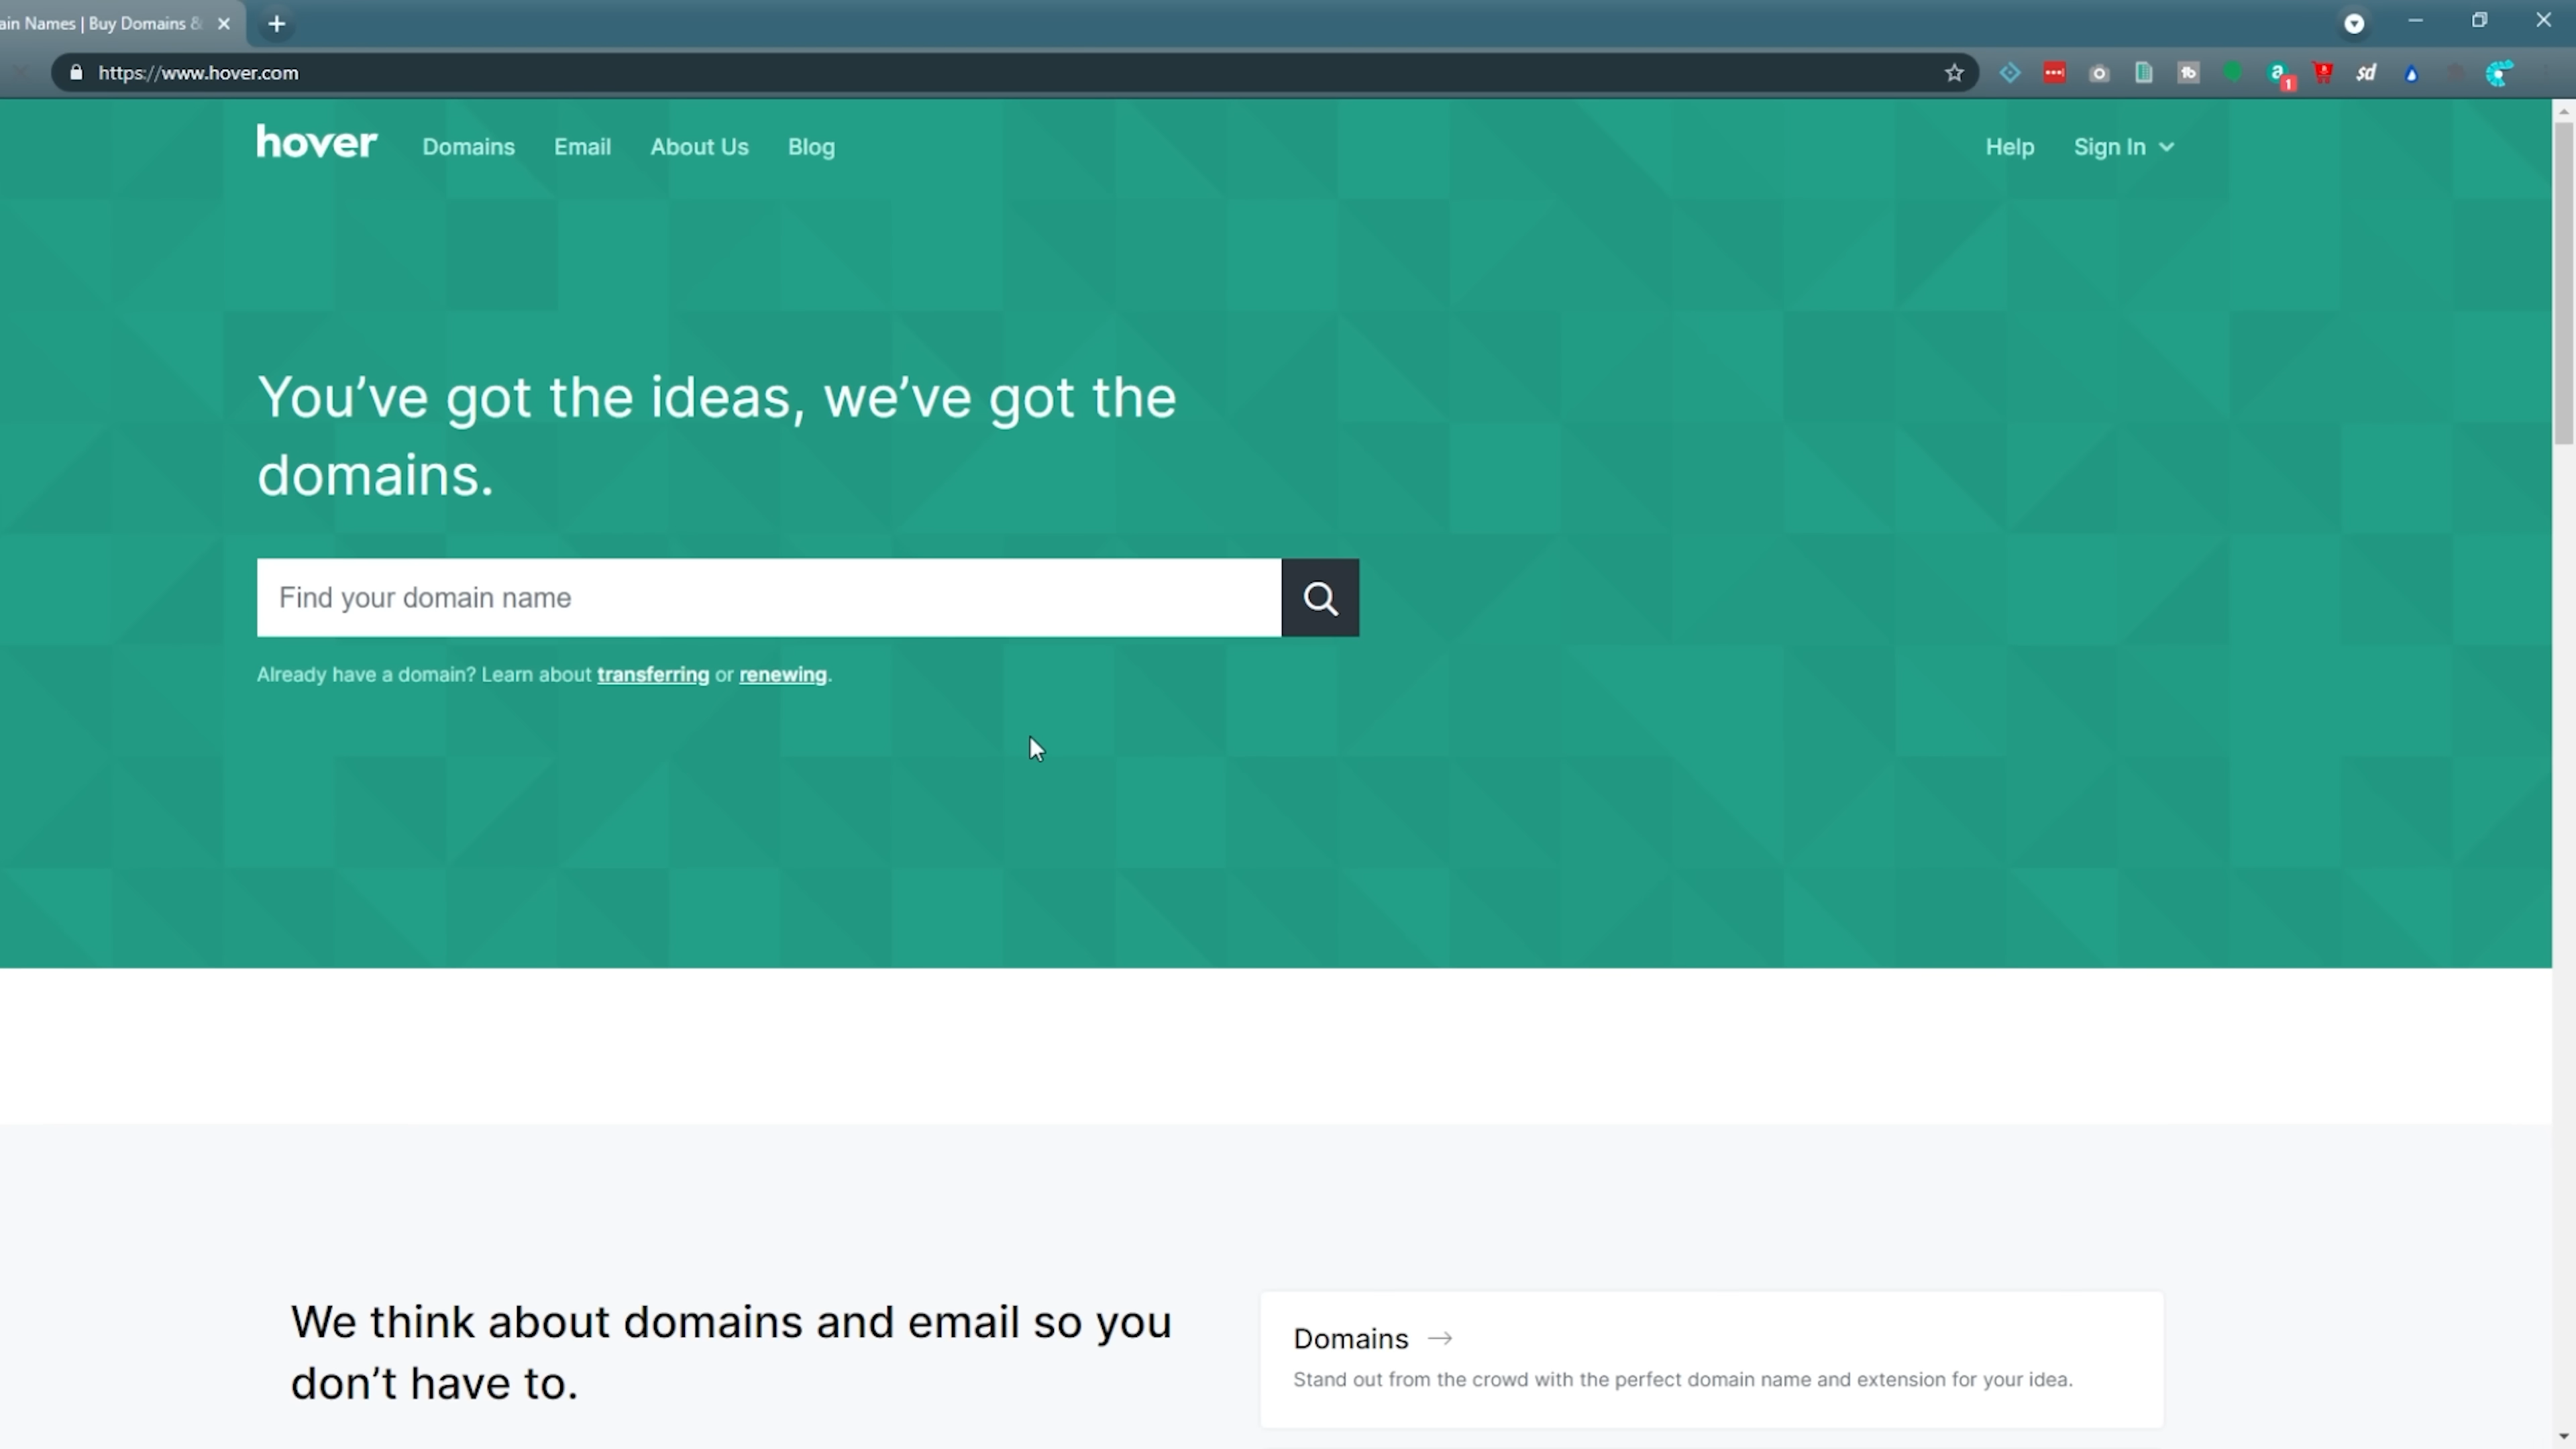 ain Names | Buy Domains &
https://www.hover.com
1
hover
Domains
Email
About Us
Blog
Help
Sign In
You’ve got the ideas, we’ve got the
domains.
Find your domain name
Already have a domain? Learn about transferring or renewing.
We think about domains and email so you
don’t have to.
Domains →
Stand out from the crowd with the perfect domain name and extension for your idea.